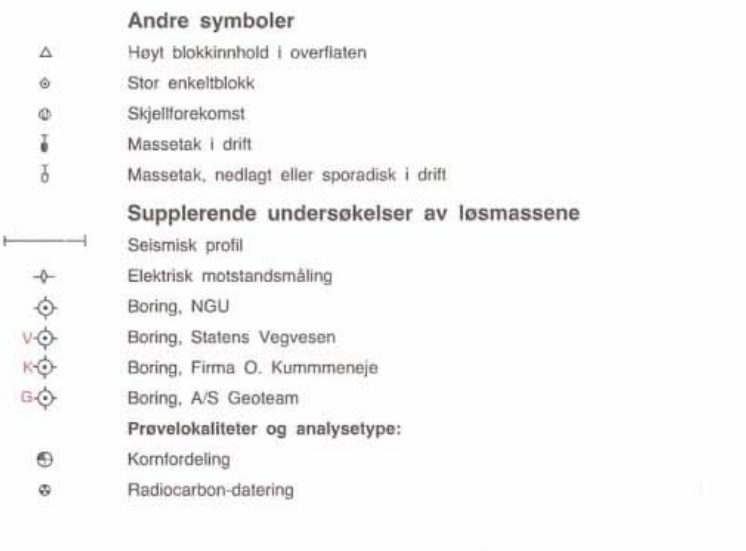 Andre symboler
Høyt blokkinnhold i overflaten
Stor enkeltblokk
Skjellforekomst
Massetak i drift
Massetak, nedlagt eller sporadisk i drift
Supplerende undersøkelser av løsmassene
Seismisk profil
Elektrisk motstandsmåling
Boring, NGU
V Boring, Statens Vegvesen
K Boring, Firma O. Kummmeneje
G Boring, A/S Geoteam
Prøvelokaliteter og analysetype:
Kornfordeling
Radiocarbon-datering